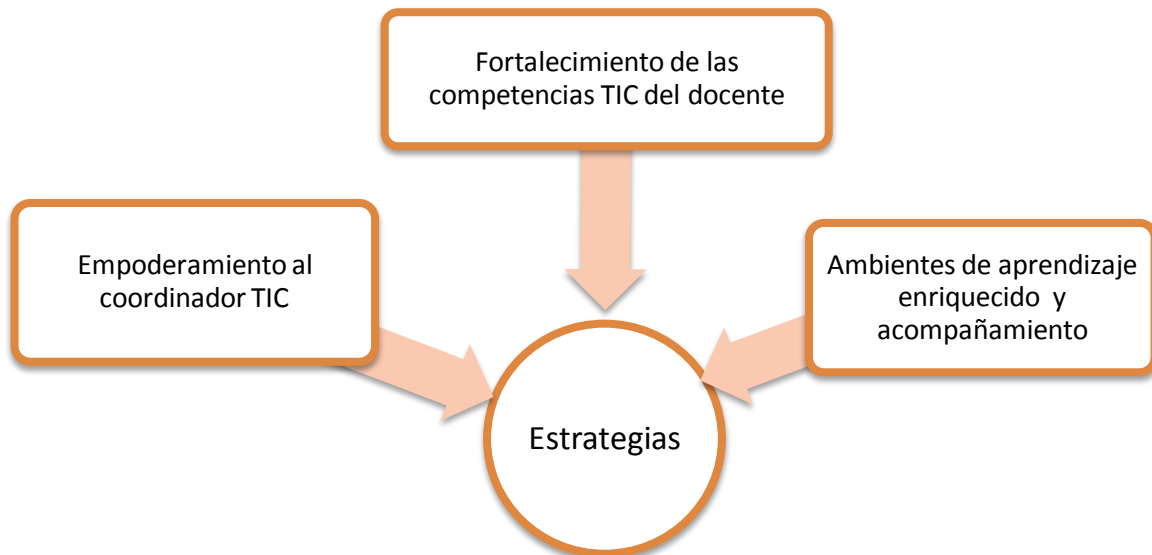 Fortalecimiento de las
competencias TIC del docente
Empoderamiento al
coordinador TIC
Ambientes de aprendizaje
enriquecido y
acompañamiento
Estrategias